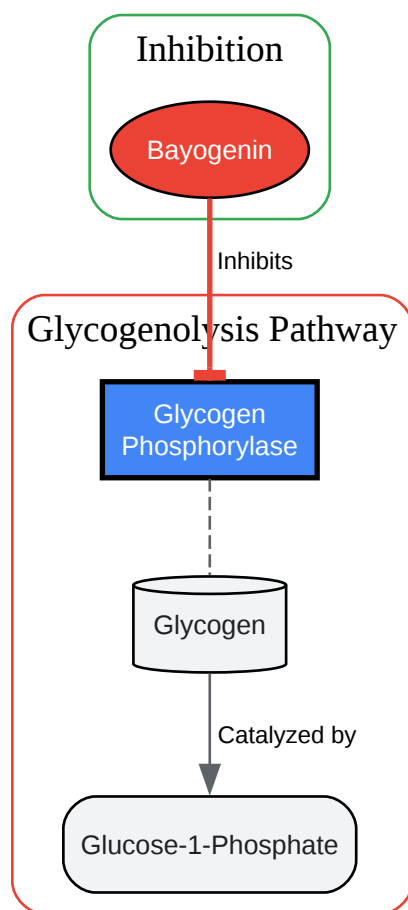 Inhibition
Bayogenin
Inhibits
Glycogenolysis Pathway
Glycogen
Phosphorylase
Glycogen
Catalyzed by
Glucose-1-Phosphate